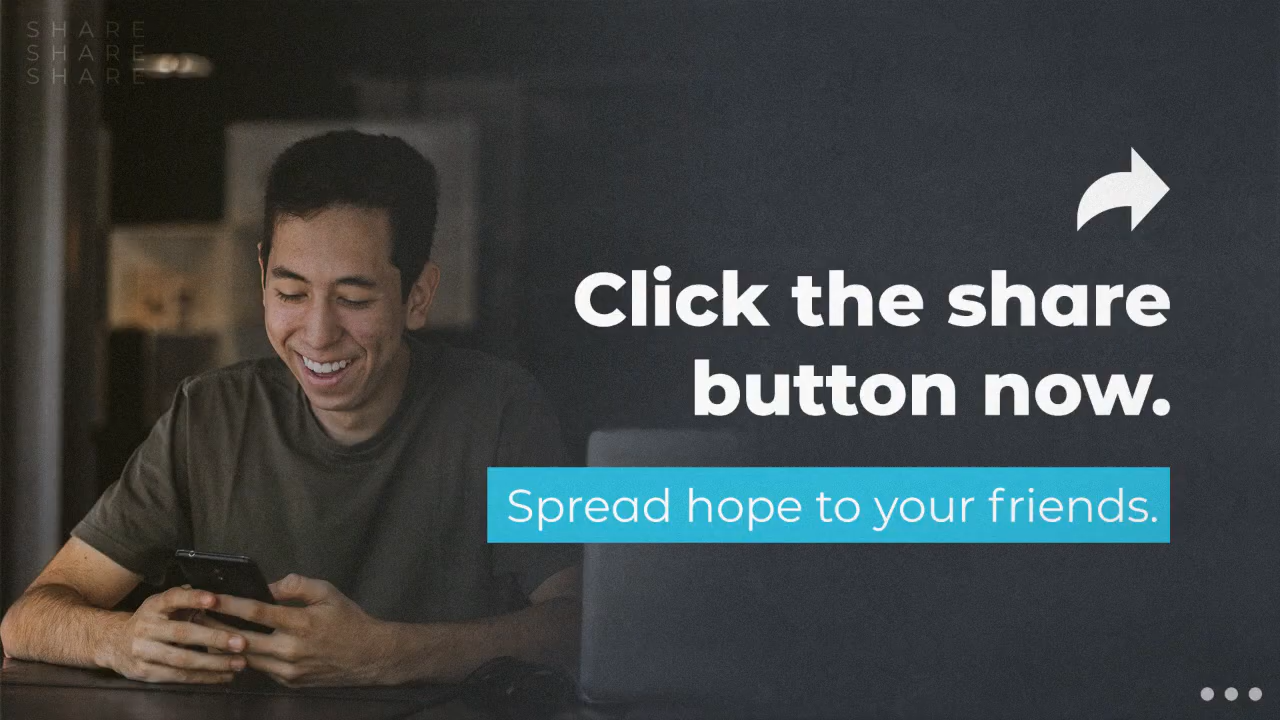 SHARE
SHARE
SHARE
Click the share
button now.
Spread hope to your friends.